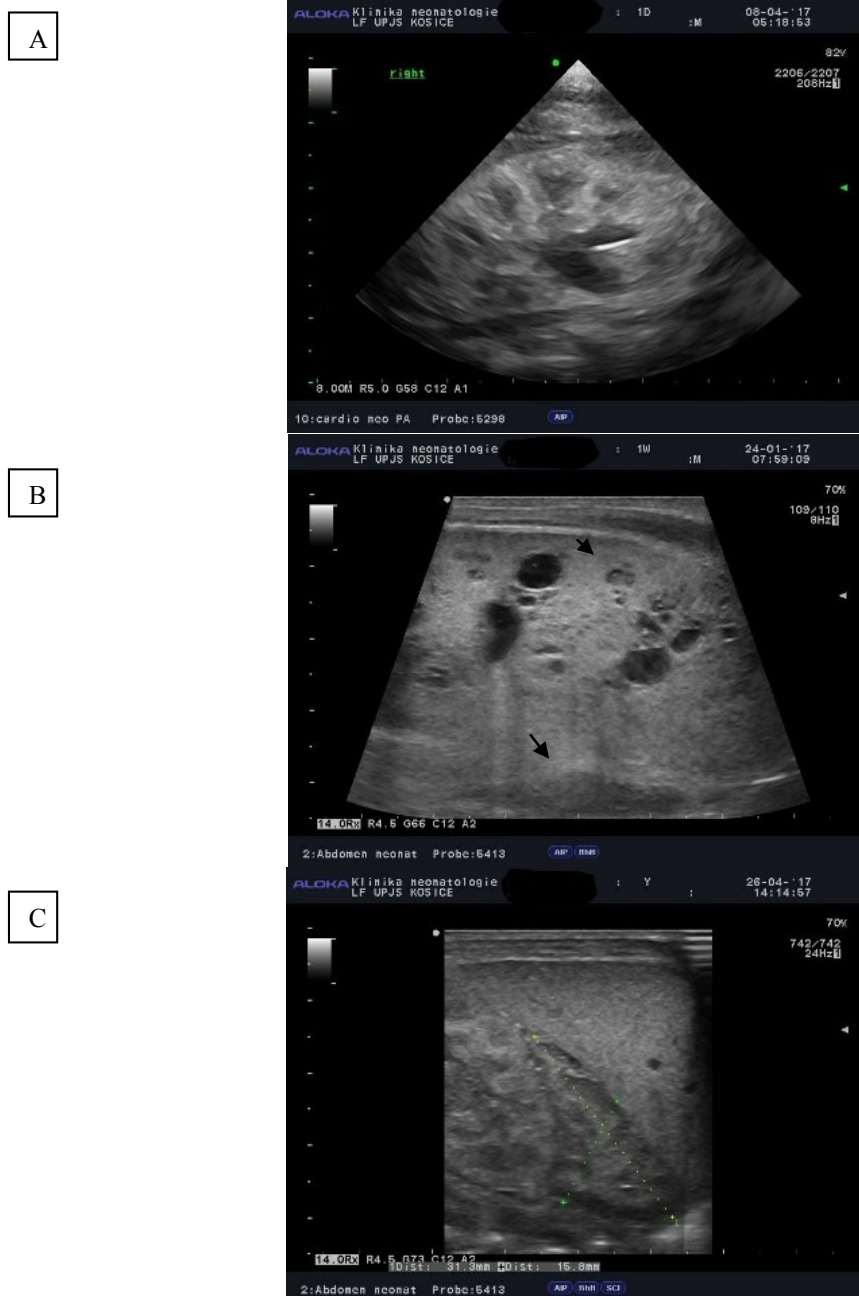 A
ALOKA Klinika neonatologie : 1D 08-04-'17
LF UPJS KOSICE :M 05:18:53
82%
right
2206/2207
208Hz
8.00M R5.0 G58 C12 A1
10:cardio neo PA Probe:5298 AIP
B
ALOKA Klinika neonatologie : 1W 24-01-'17
LF UPJS KOSICE : :M 07:59:09
70%
109/110
8Hz
14.0Rx R4.5 G66 C12 A2
2:Abdomen neonat Probe:5413 AIP
C
ALOKA Klinika neonatologie : Y 26-04-'17
LF UPJS KOSICE : 14:14:57
70%
742/742
24Hz
14.0Rx R4.5 G73 C12 A2
Dist: 31.3mm Dist: 15.8mm
2:Abdomen neonat Probe:5413 AIP SCI